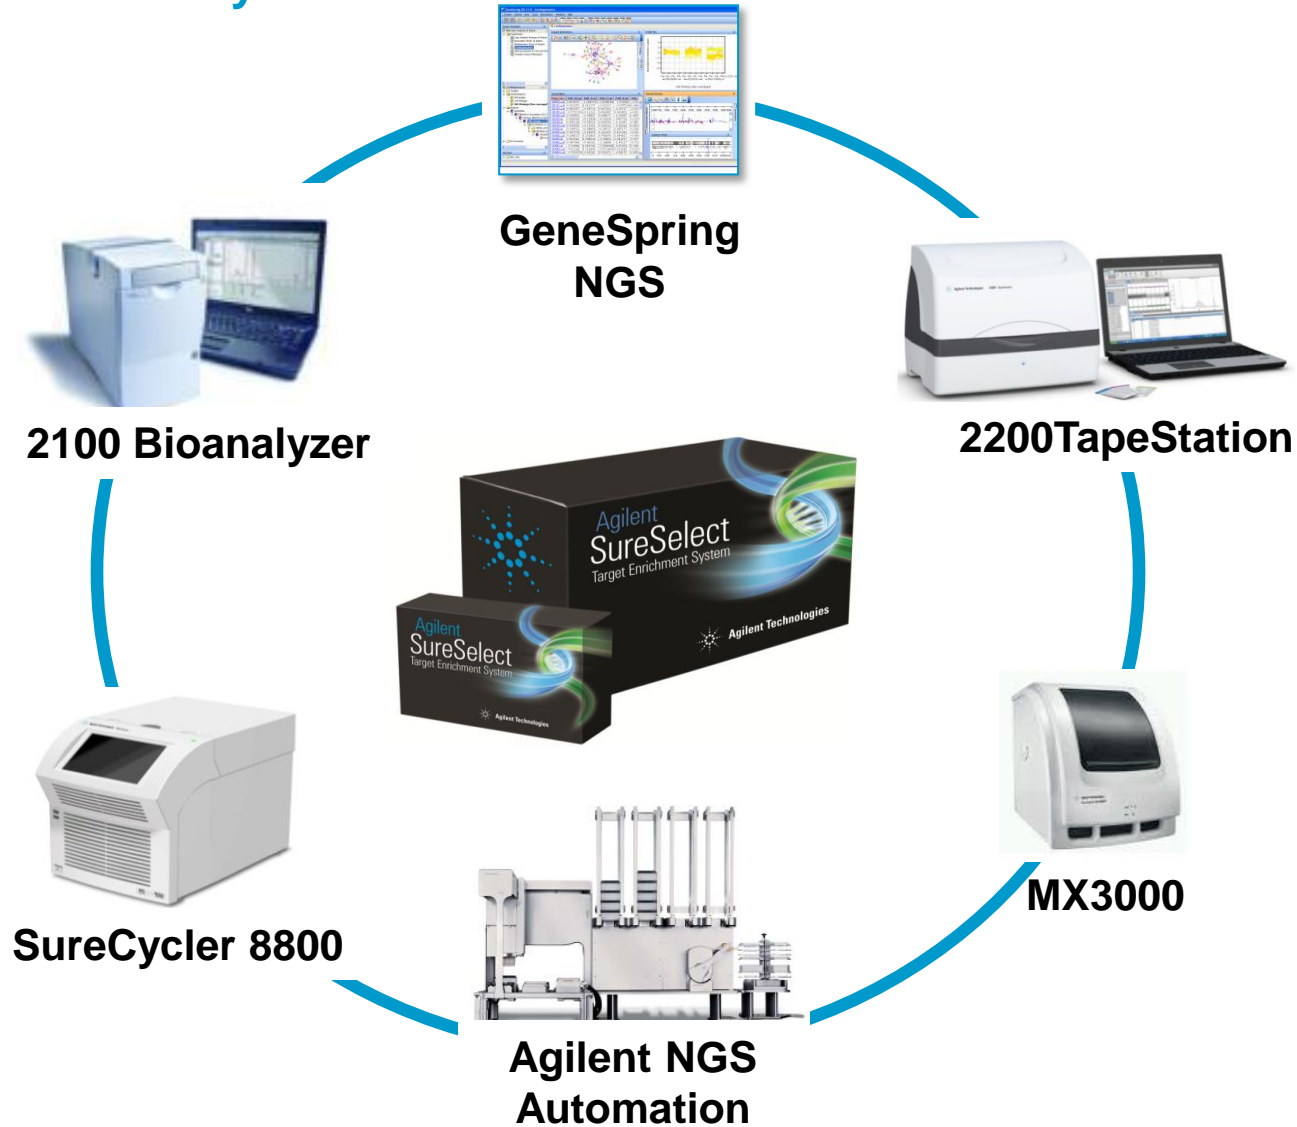 GeneSpring
NGS
2100 Bioanalyzer
2200TapeStation
Agilent
SureSelect
Target Enrichment System
Agilent Technologies
Agilent
SureSelect
Target Enrichment System
Agilent Technologies
MX3000
SureCycler 8800
Agilent NGS
Automation